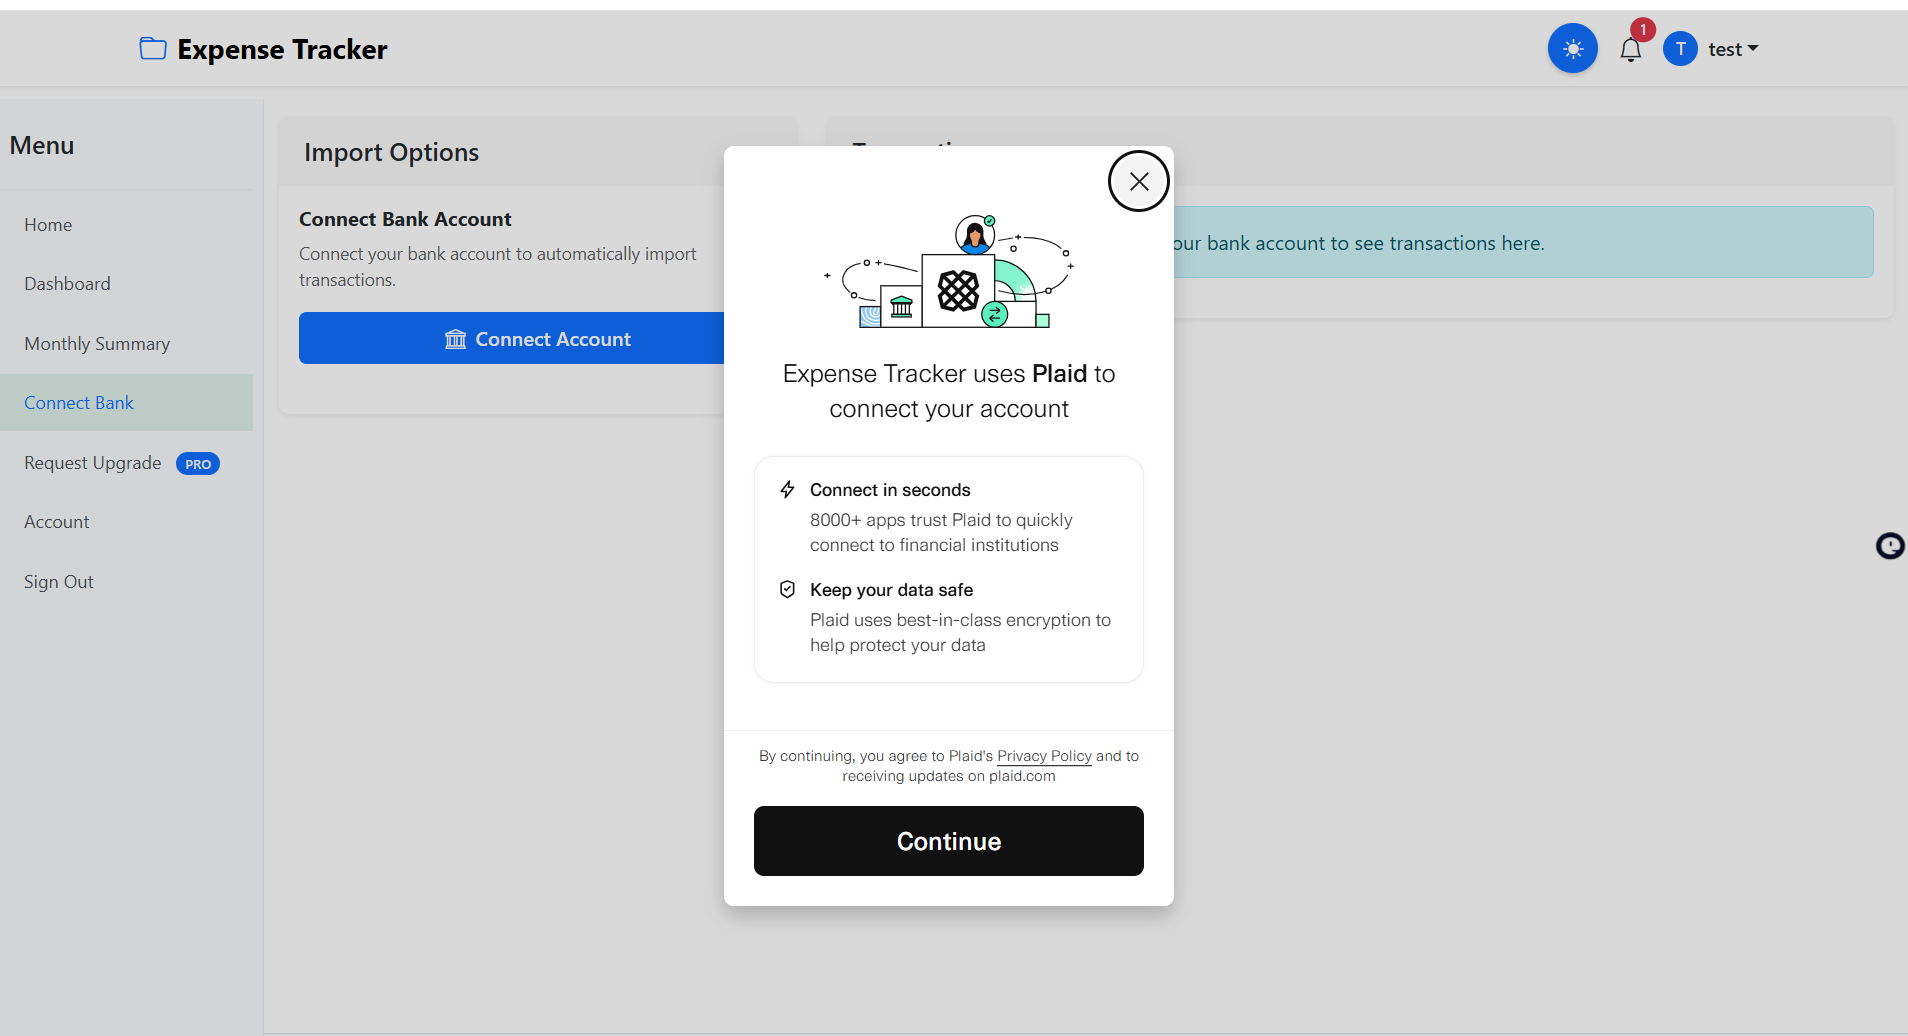 Expense Tracker
1
T
test
Menu
Home
Dashboard
Monthly Summary
Connect Bank
Request Upgrade PRO
Account
Sign Out
Import Options
Connect Bank Account
Connect your bank account to automatically import
transactions.
Connect Account
our bank account to see transactions here.
Expense Tracker uses Plaid to
connect your account
Connect in seconds
8000+ apps trust Plaid to quickly
connect to financial institutions
Keep your data safe
Plaid uses best-in-class encryption to
help protect your data
By continuing, you agree to Plaid's Privacy Policy and to
receiving updates on plaid.com
Continue